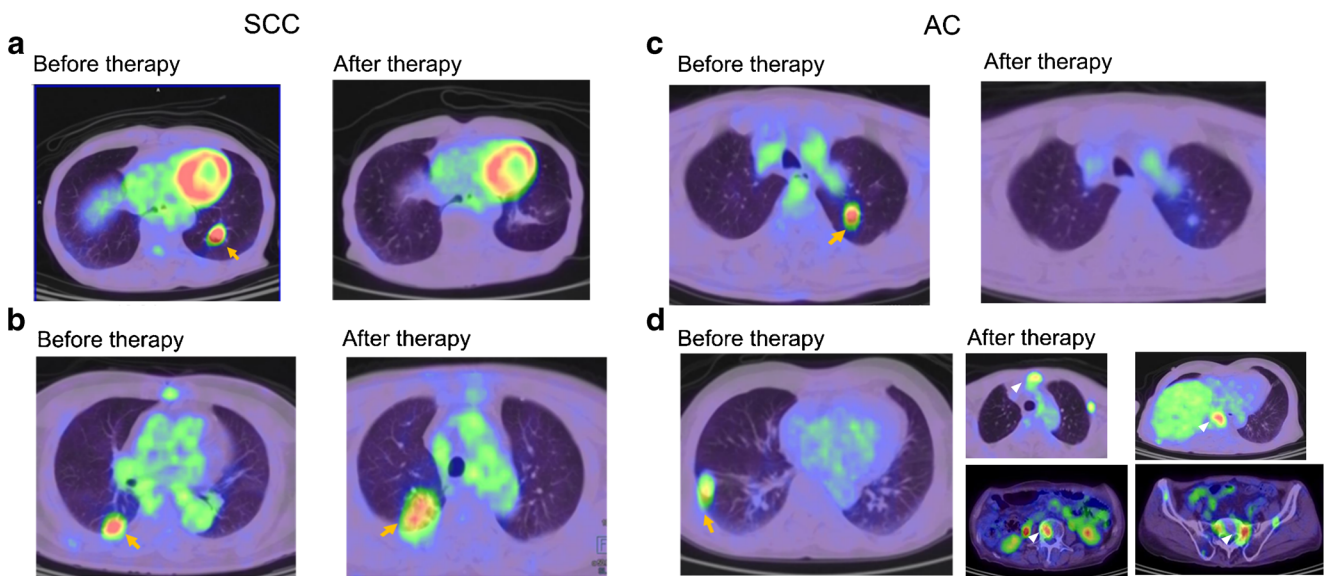 SCC
AC
a
Before therapy
After therapy
c
Before therapy
After therapy
b
Before therapy
After therapy
d
Before therapy
After therapy